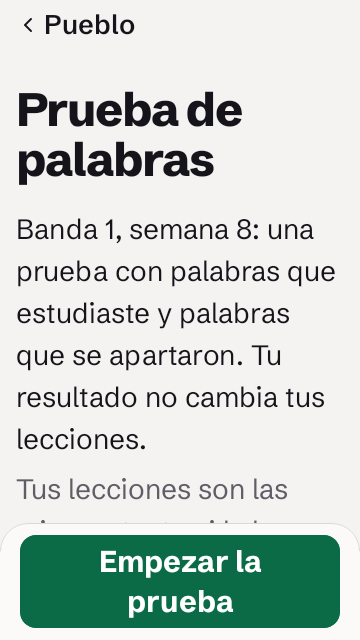 Pueblo
Prueba de
palabras
Banda 1, semana 8: una
prueba con palabras que
estudiaste y palabras
que se apartaron. Tu
resultado no cambia tus
lecciones.
Tus lecciones son las
Empezar la
prueba